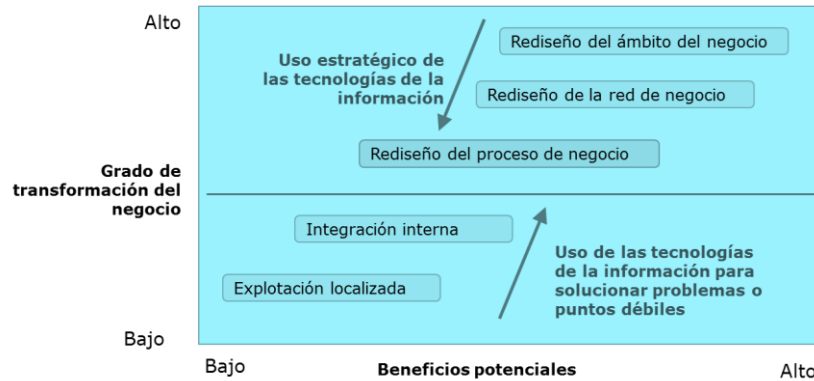 Alto
Rediseño del ámbito del negocio
Uso estratégico de
las tecnologías de la
información
Rediseño de la red de negocio
Rediseño del proceso de negocio
Grado de
transformación del
negocio
Integración interna
Uso de las tecnologías
de la información para
solucionar problemas o
puntos débiles
Explotación localizada
Bajo
Bajo
Beneficios potenciales
Alto